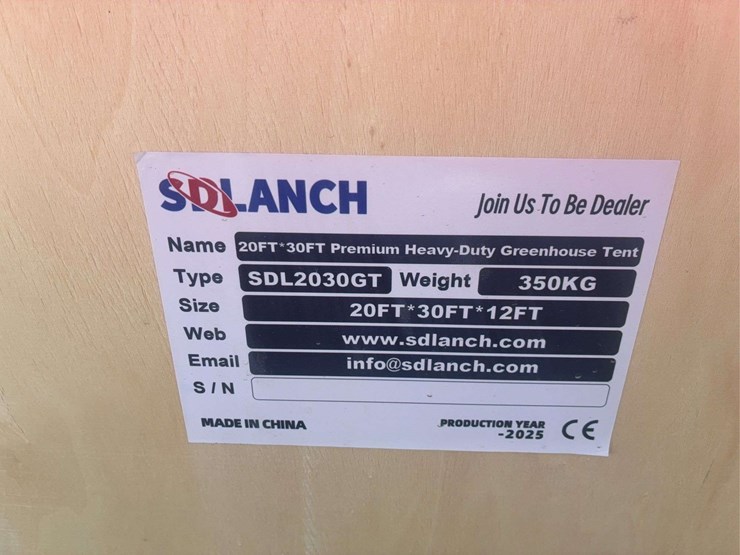 SDLANCH
Join Us To Be Dealer
Name 20FT*30FT Premium Heavy-Duty Greenhouse Tent
Type SDL2030GT Weight 350KG
Size 20FT*30FT*12FT
Web www.sdlanch.com
Email info@sdlanch.com
S/N
MADE IN CHINA
PRODUCTION YEAR
-2025
CE